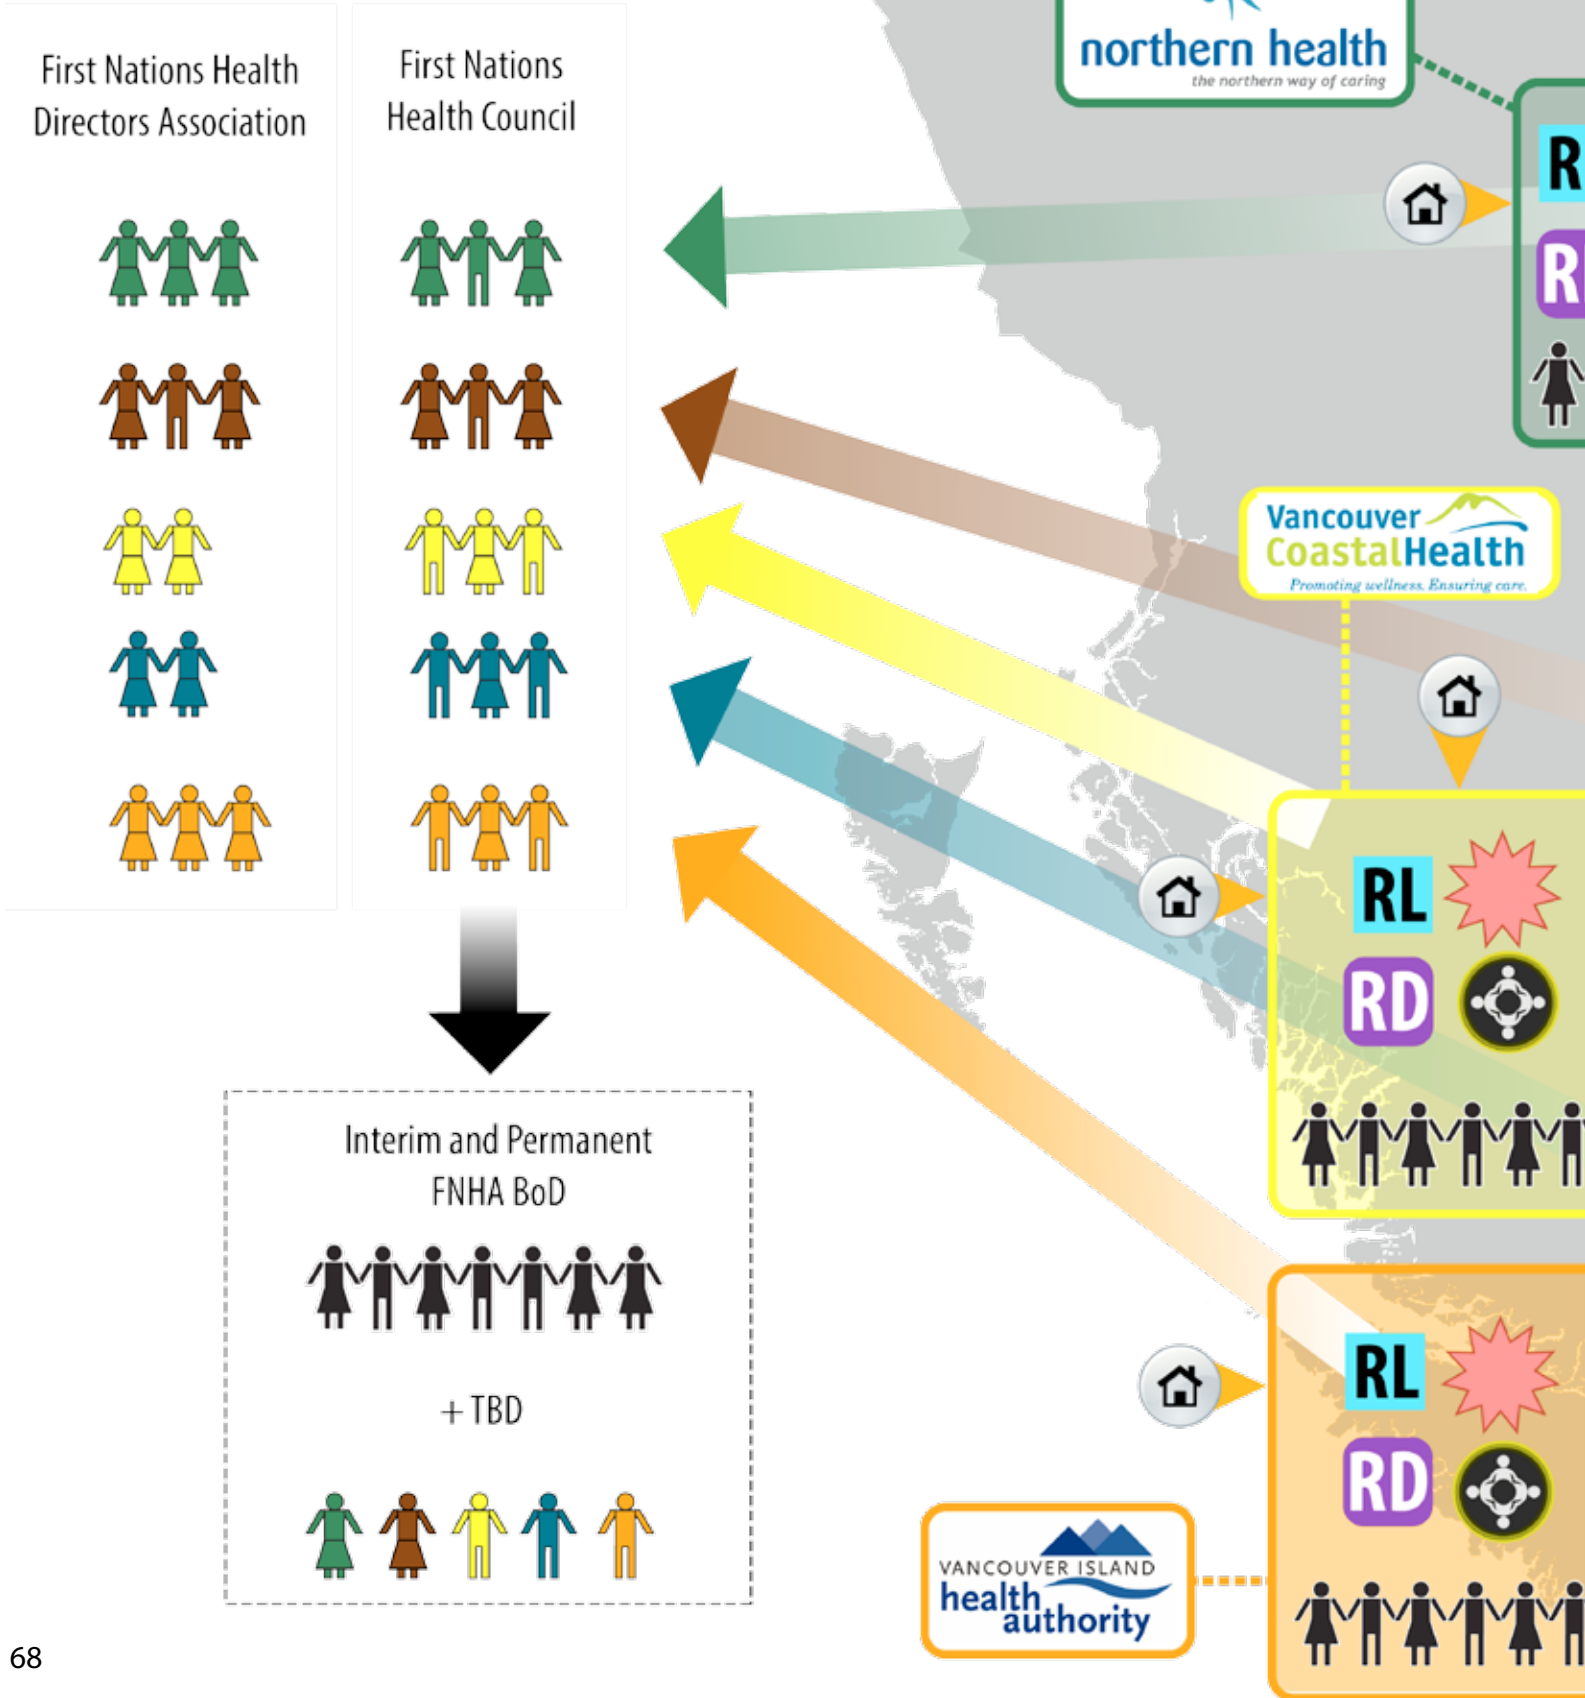 First Nations Health
Directors Association
First Nations
Health Council
northern health
the northern way of caring
R
R
Vancouver
CoastalHealth
Promoting wellness. Ensuring care.
RL
RD
Interim and Permanent
FNHA BoD
+ TBD
RL
RD
VANCOUVER ISLAND
health
authority
68